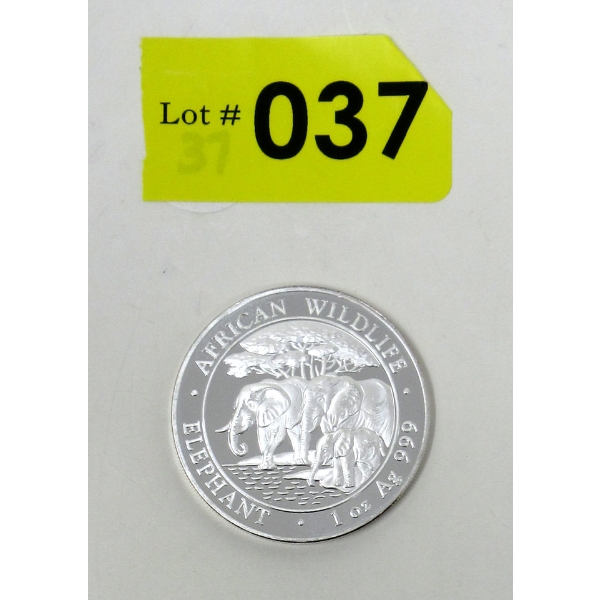 Lot # 037
37
AFRICAN WILDLIFE
ELEPHANT · 1 oz Ag 999